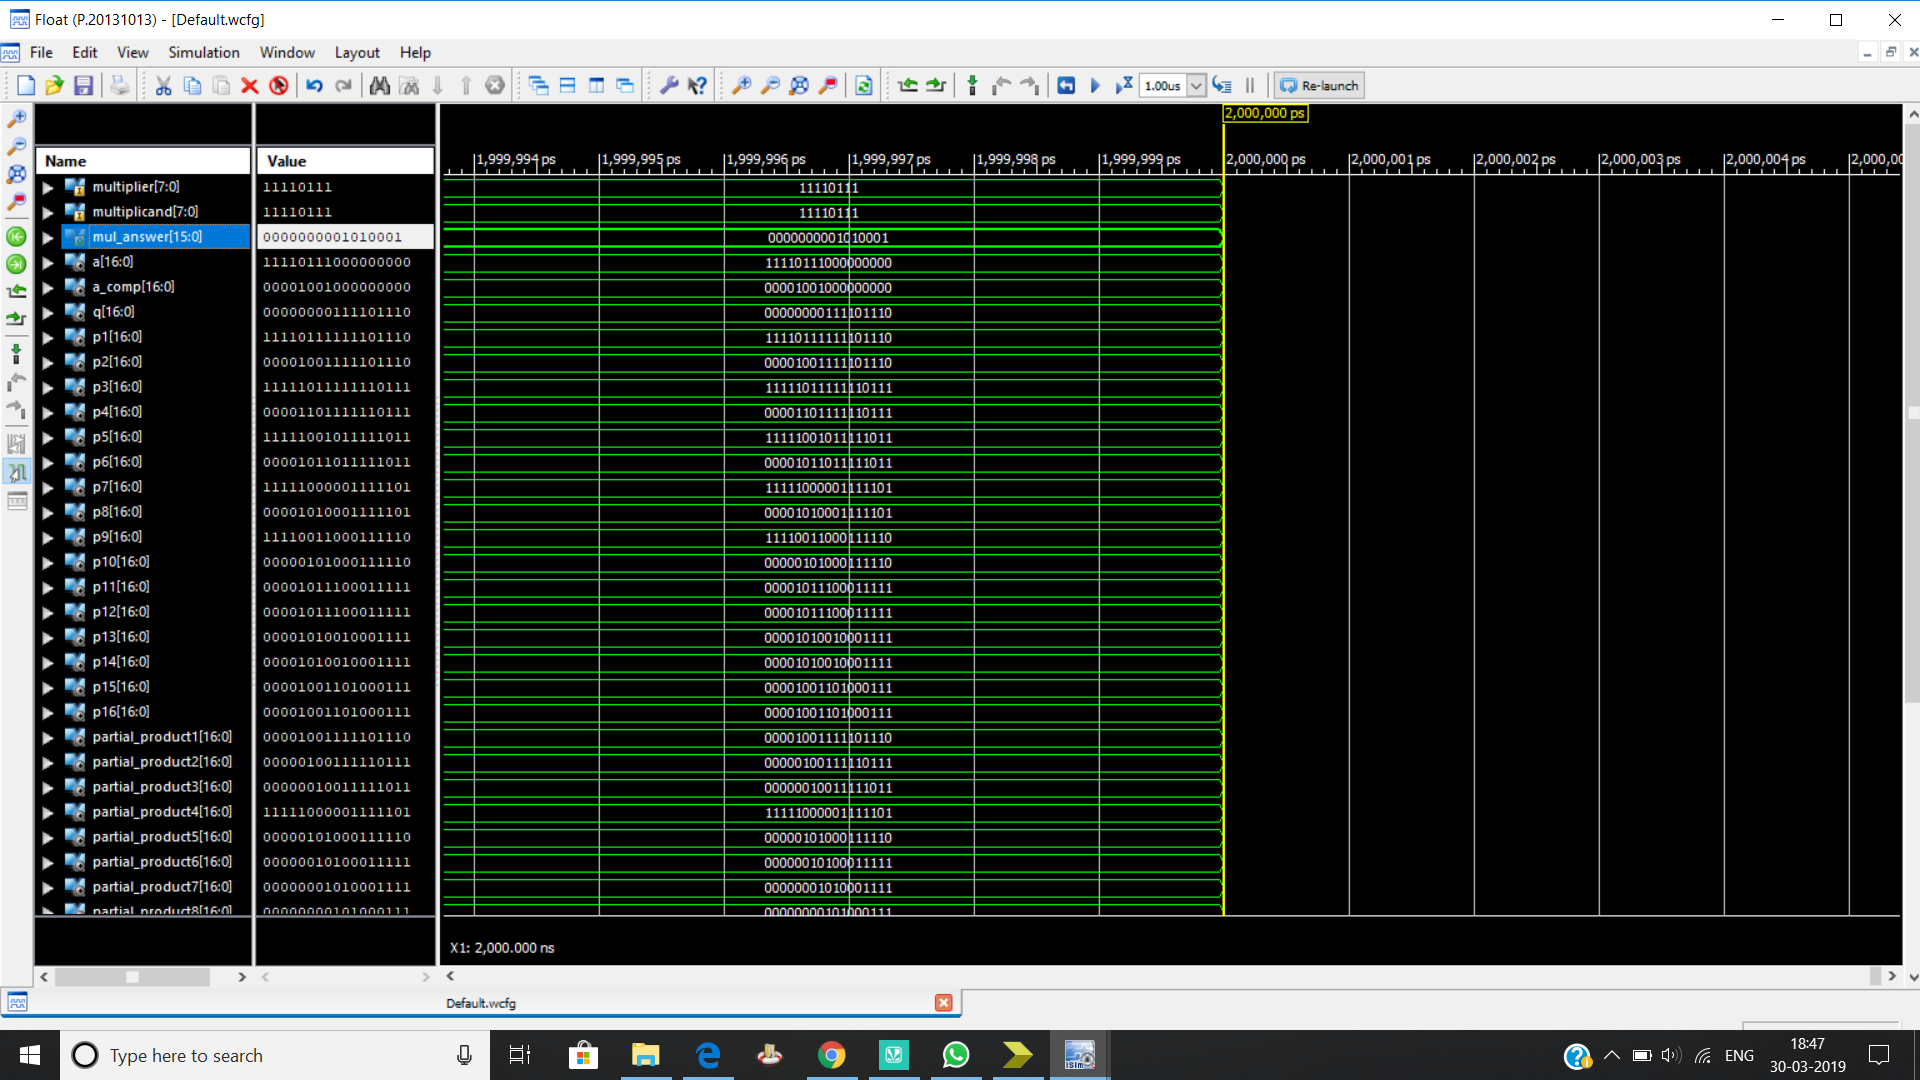 Float (P.20131013) - [Default.wcfg]
File Edit View Simulation Window Layout Help
1.00us Re-launch
2,000,000 ps
Name Value 1,999,994 ps 1,999,995 ps 1,999,996 ps 1,999,997 ps 1,999,998 ps 1,999,999 ps 2,000,000 ps 2,000,001 ps 2,000,002 ps 2,000,003 ps 2,000,004 ps
multiplier[7:0] 11110111 11110111
multiplicand[7:0] 11110111 11110111
mul_answer[15:0] 0000000001010001 0000000001010001
a[16:0] 11110111000000000 11110111000000000
a_comp[16:0] 00001001000000000 00001001000000000
q[16:0] 00000000111101110 00000000111101110
p1[16:0] 11110111111101110 11110111111101110
p2[16:0] 00001001111101110 00001001111101110
p3[16:0] 11111011111110111 11111011111110111
p4[16:0] 00001101111110111 00001101111110111
p5[16:0] 11111001011111011 11111001011111011
p6[16:0] 00001011011111011 00001011011111011
p7[16:0] 11111000001111101 11111000001111101
p8[16:0] 00001010001111101 00001010001111101
p9[16:0] 11110011000111110 11110011000111110
p10[16:0] 00000101000111110 00000101000111110
p11[16:0] 00001011100011111 00001011100011111
p12[16:0] 00001011100011111 00001011100011111
p13[16:0] 00001010010001111 00001010010001111
p14[16:0] 00001010010001111 00001010010001111
p15[16:0] 00001001101000111 00001001101000111
p16[16:0] 00001001101000111 00001001101000111
partial_product1[16:0] 00001001111101110 00001001111101110
partial_product2[16:0] 00000100111110111 00000100111110111
partial_product3[16:0] 00000010011111011 00000010011111011
partial_product4[16:0] 11111000001111101 11111000001111101
partial_product5[16:0] 00000101000111110 00000101000111110
partial_product6[16:0] 00000010100011111 00000010100011111
partial_product7[16:0] 00000001010001111 00000001010001111
partial_product8[16:0] 00000000101000111 00000000101000111
X1: 2,000.000 ns
Default.wcfg
Type here to search
ENG
18:47
30-03-2019